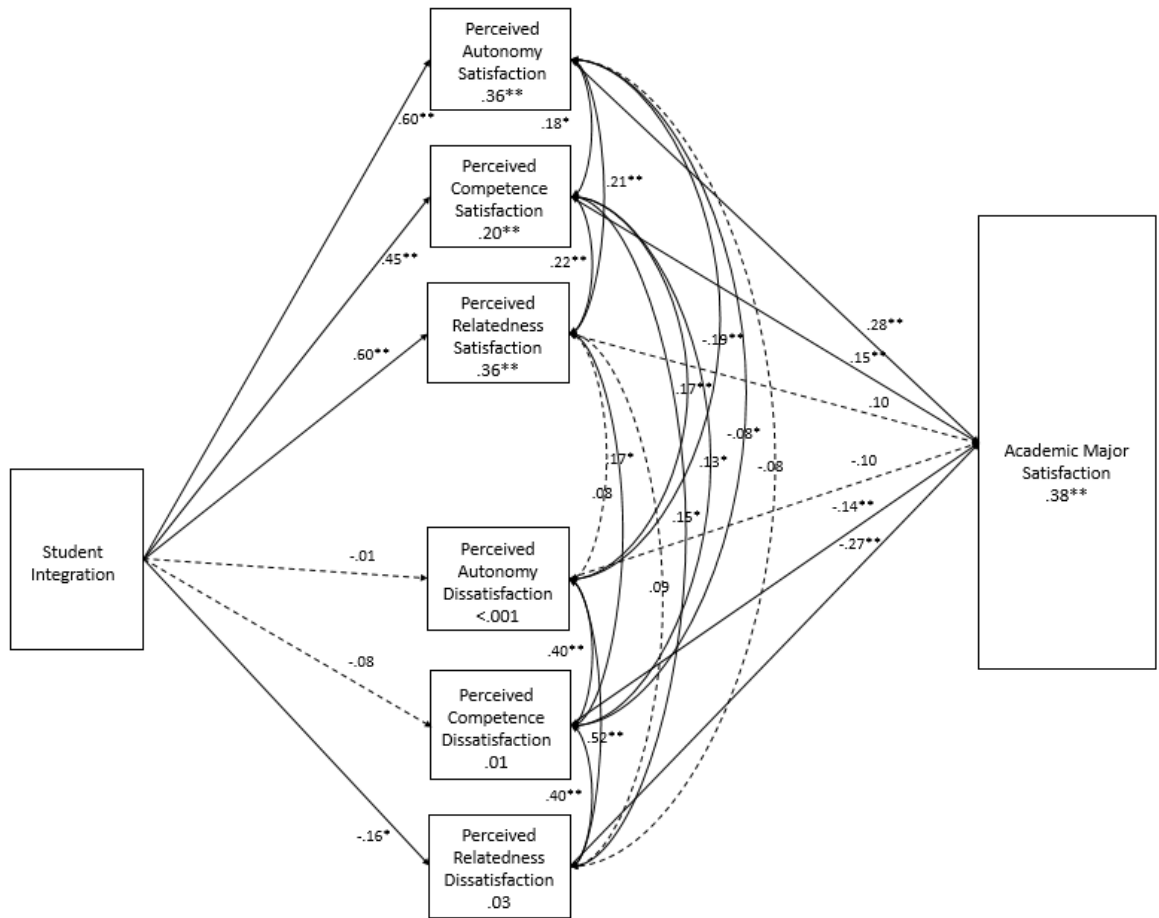 Perceived
Autonomy
Satisfaction
.36**
.60**
.18*
Perceived
Competence
Satisfaction
.20**
.21**
.45**
.22**
Perceived
Relatedness
Satisfaction
.36**
.60**
.28**
-.19**
.15**
.17**
.10
-.08*
-.08
.17*
.13*
.08
-.10
-.14**
.15*
-.27**
Academic Major
Satisfaction
.38**
Student
Integration
-.01
Perceived
Autonomy
Dissatisfaction
<.001
.09
.40**
-.08
Perceived
Competence
Dissatisfaction
.01
.52**
.40**
-.16*
Perceived
Relatedness
Dissatisfaction
.03